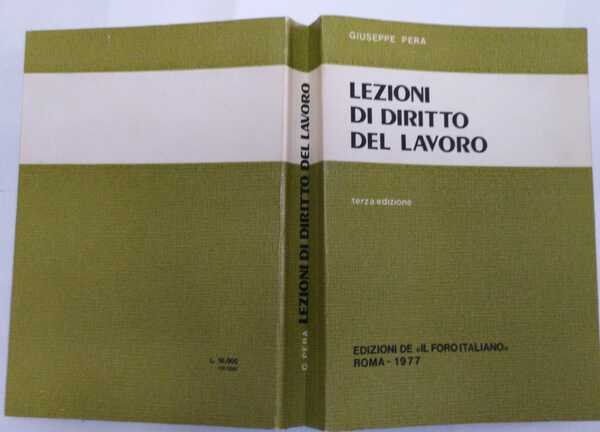 GIUSEPPE PERA
LEZIONI
DI DIRITTO
DEL LAVORO
terza edizione
EDIZIONI DE «IL FORO ITALIANO»
ROMA - 1977
G. PERA LEZIONI DI DIRITTO DEL LAVORO